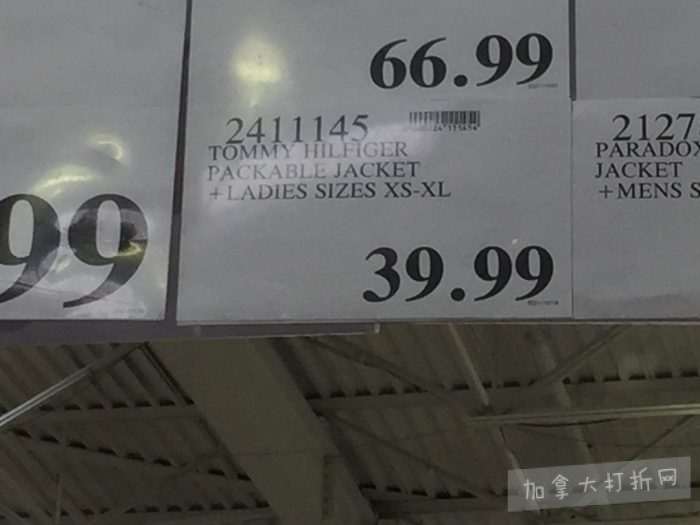 66.99
2411145
TOMMY HILFIGER
PACKABLE JACKET
+LADIES SIZES XS-XL
39.99
99
2127
PARADOX
JACKET
+MENS S
加拿大打折网